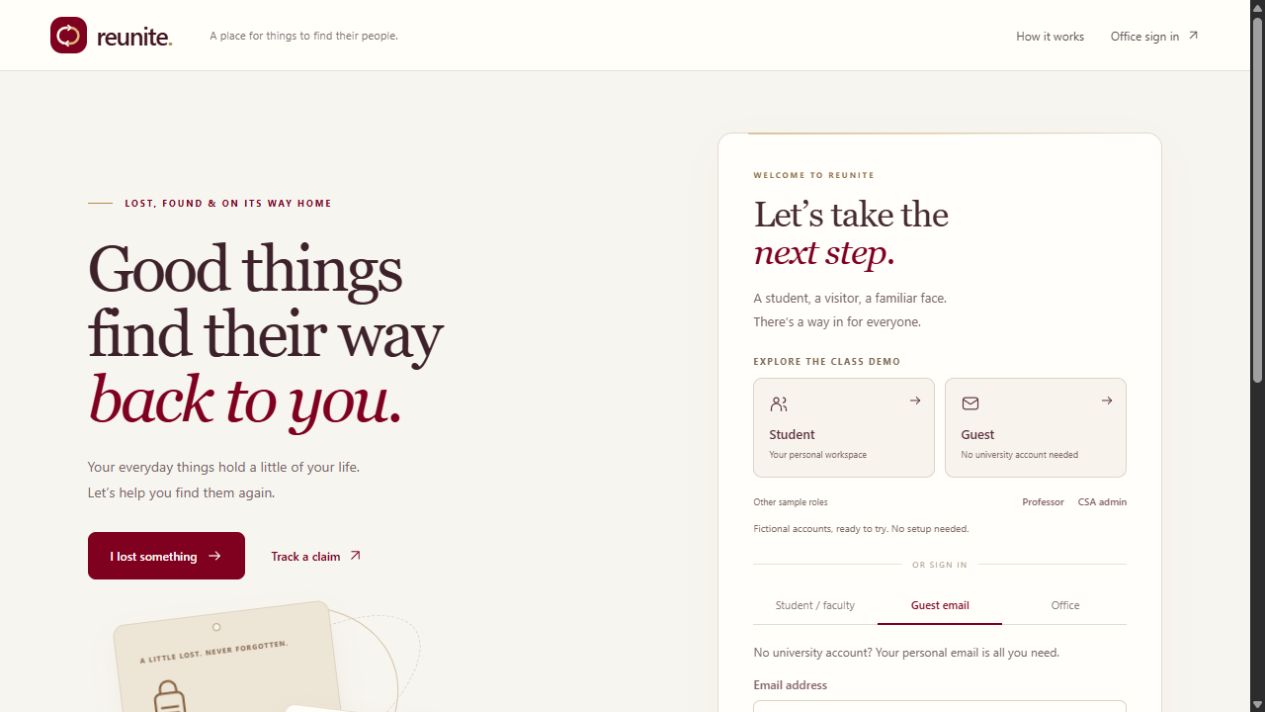 reunite.
A place for things to find their people.
How it works
Office sign in
LOST, FOUND & ON ITS WAY HOME
Good things
find their way
back to you.
Your everyday things hold a little of your life.
Let's help you find them again.
I lost something
Track a claim
A LITTLE LOST. NEVER FORGOTTEN.
WELCOME TO REUNITE
Let's take the
next step.
A student, a visitor, a familiar face.
There's a way in for everyone.
EXPLORE THE CLASS DEMO
Student
Your personal workspace
Guest
No university account needed
Other sample roles
Professor
CSA admin
Fictional accounts, ready to try. No setup needed.
OR SIGN IN
Student / faculty
Guest email
Office
No university account? Your personal email is all you need.
Email address